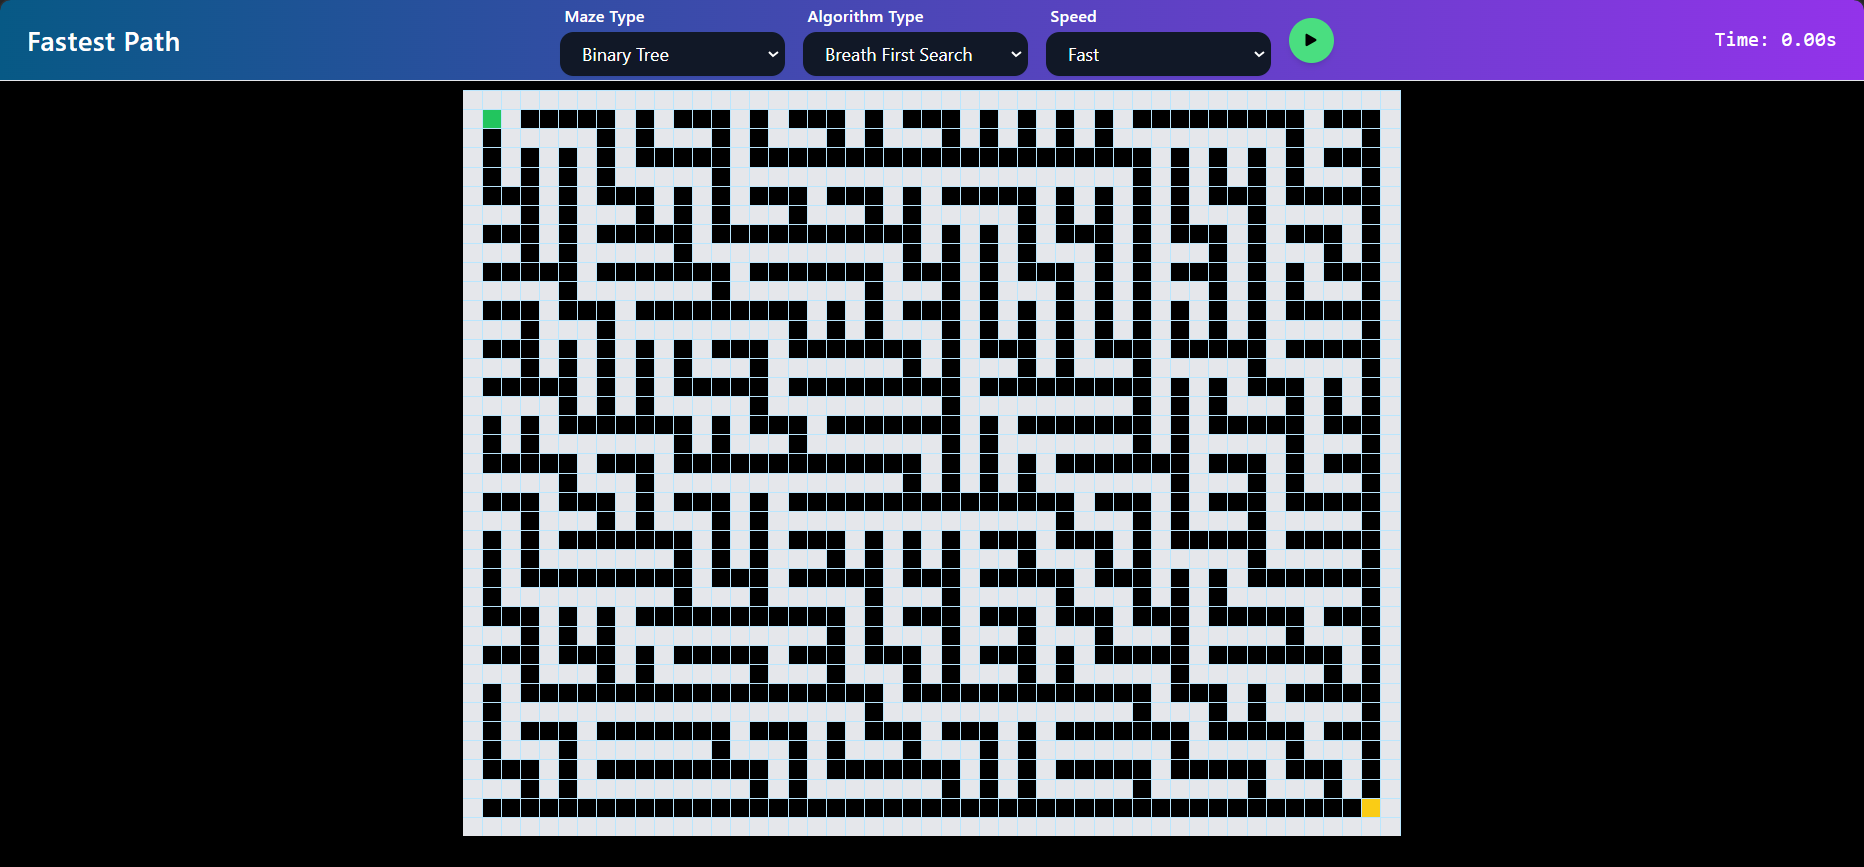 Fastest Path
Maze Type
Binary Tree
Algorithm Type
Breath First Search
Speed
Fast
Time: 0.00s